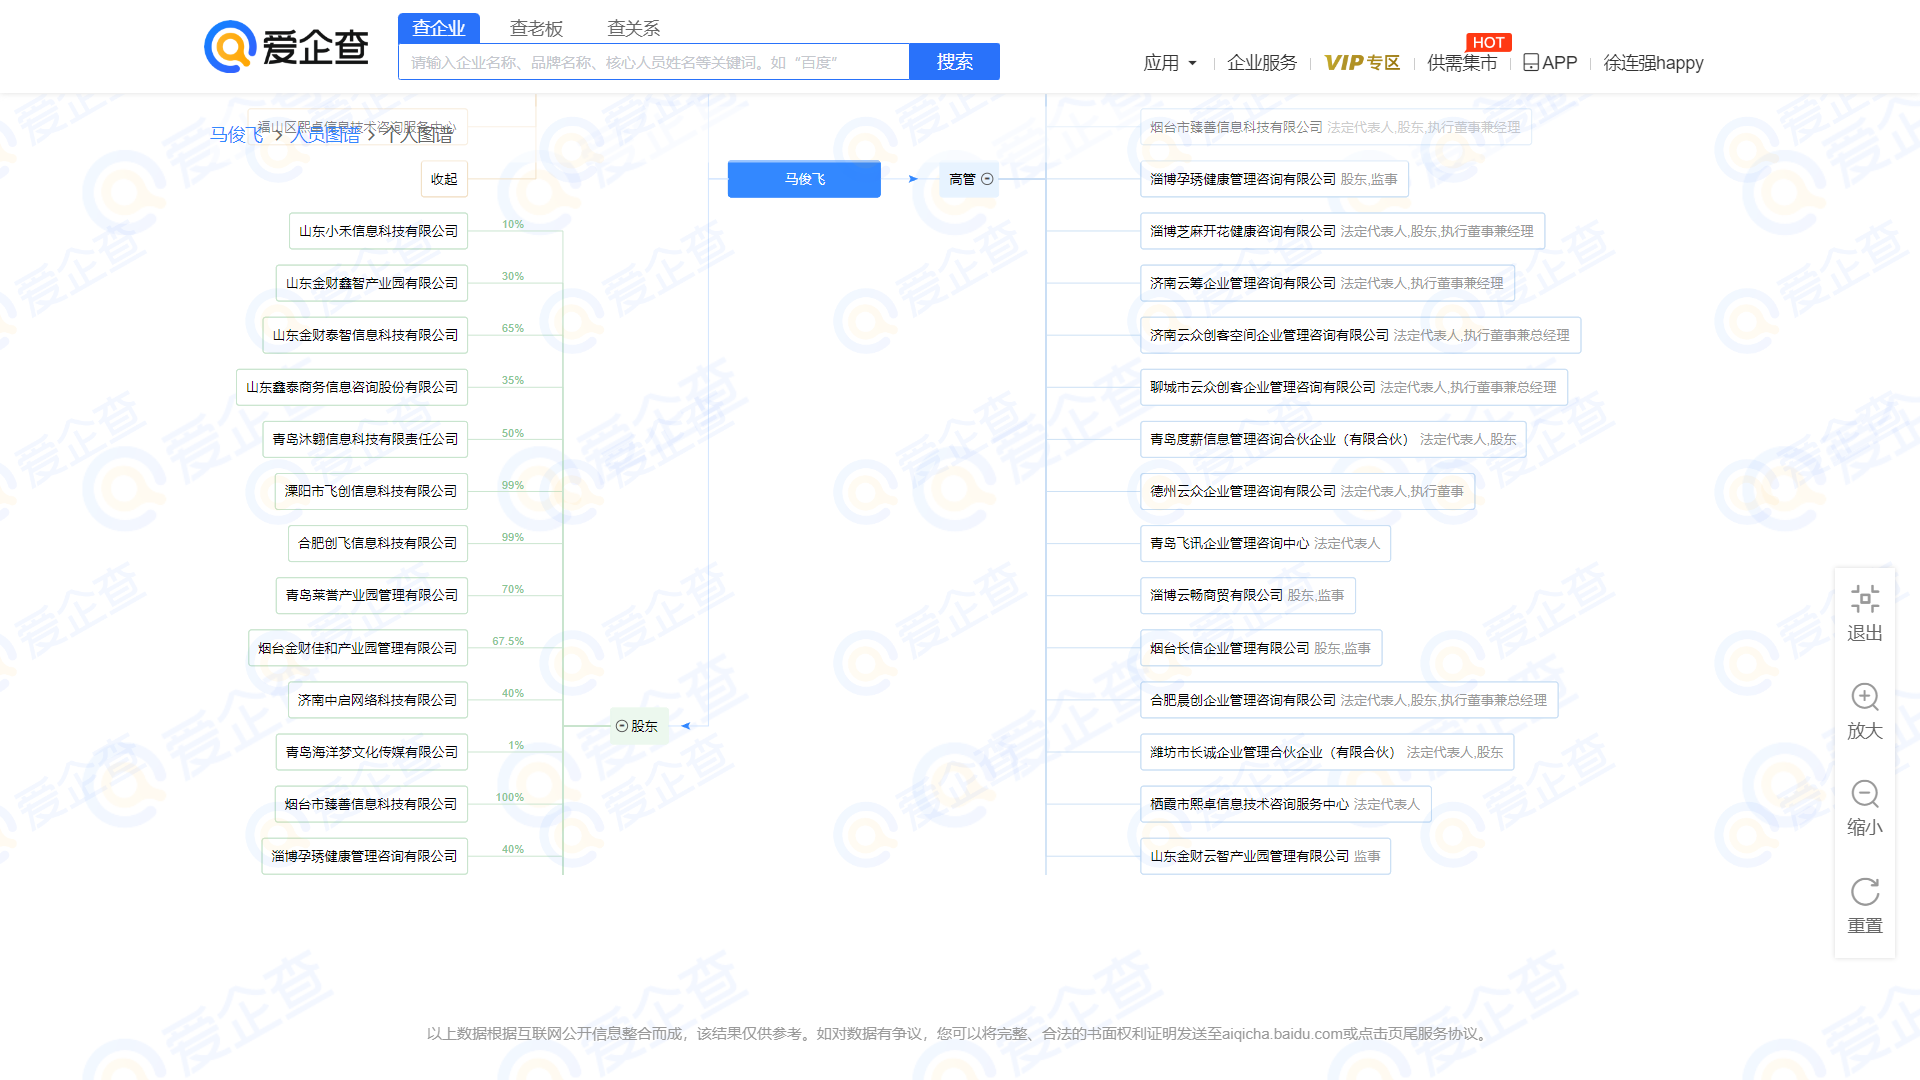 爱企查
查企业 查老板 查关系
请输入企业名称、品牌名称、核心人员姓名等关键词。如“百度”
搜索
应用
企业服务
VIP专区
供需集市
HOT
APP
徐连强happy
福山区熙卓信息技术咨询服务中心
马俊飞 > 人员图谱 > 个人图谱
收起
山东小禾信息科技有限公司 10%
山东金财鑫智产业园有限公司 30%
山东金财泰智信息科技有限公司 65%
山东鑫泰商务信息咨询股份有限公司 35%
青岛沐翱信息科技有限责任公司 50%
溧阳市飞创信息科技有限公司 99%
合肥创飞信息科技有限公司 99%
青岛莱誉产业园管理有限公司 70%
烟台金财佳和产业园管理有限公司 67.5%
济南中启网络科技有限公司 40%
青岛海洋梦文化传媒有限公司 1%
烟台市臻善信息科技有限公司 100%
淄博孕琇健康管理咨询有限公司 40%
股东
马俊飞
高管
烟台市臻善信息科技有限公司 法定代表人,股东,执行董事兼经理
淄博孕琇健康管理咨询有限公司 股东,监事
淄博芝麻开花健康咨询有限公司 法定代表人,股东,执行董事兼经理
济南云筹企业管理咨询有限公司 法定代表人,执行董事兼经理
济南云众创客空间企业管理咨询有限公司 法定代表人,执行董事兼总经理
聊城市云众创客企业管理咨询有限公司 法定代表人,执行董事兼总经理
青岛度薪信息管理咨询合伙企业（有限合伙） 法定代表人,股东
德州云众企业管理咨询有限公司 法定代表人,执行董事
青岛飞讯企业管理咨询中心 法定代表人
淄博云畅商贸有限公司 股东,监事
烟台长信企业管理有限公司 股东,监事
合肥晨创企业管理咨询有限公司 法定代表人,股东,执行董事兼总经理
潍坊市长诚企业管理合伙企业（有限合伙） 法定代表人,股东
栖霞市熙卓信息技术咨询服务中心 法定代表人
山东金财云智产业园管理有限公司 监事
退出
放大
缩小
重置
以上数据根据互联网公开信息整合而成，该结果仅供参考。如对数据有争议，您可以将完整、合法的书面权利证明发送至aiqicha.baidu.com或点击页尾服务协议。